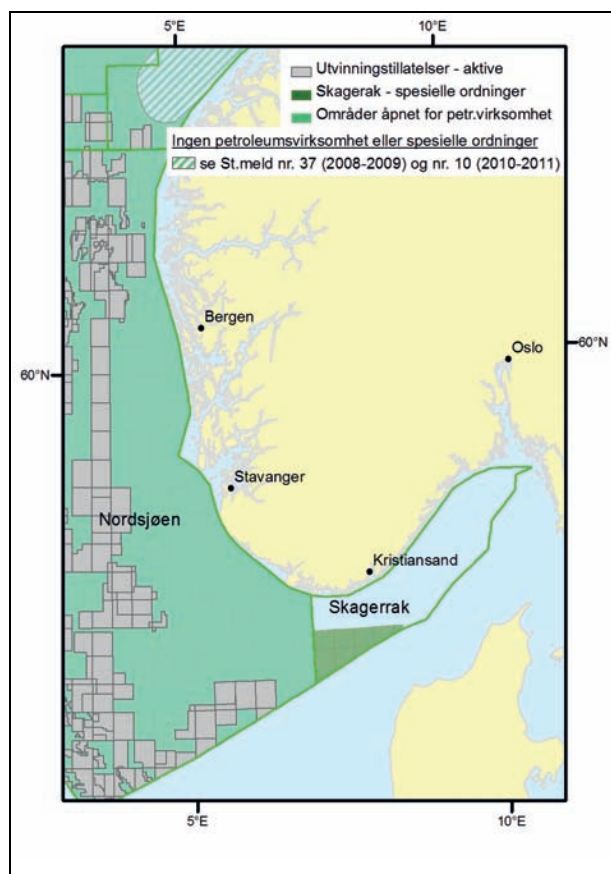 5°E 10°E
Utvinningstillatelser - aktive
Skagerak - spesielle ordninger
Områder åpnet for petr.virksomhet
Ingen petroleumsvirksomhet eller spesielle ordninger
se St.meld nr. 37 (2008-2009) og nr. 10 (2010-2011)
Bergen
Oslo
60°N
60°N
Stavanger
Nordsjøen
Kristiansand
Skagerrak
5°E 10°E